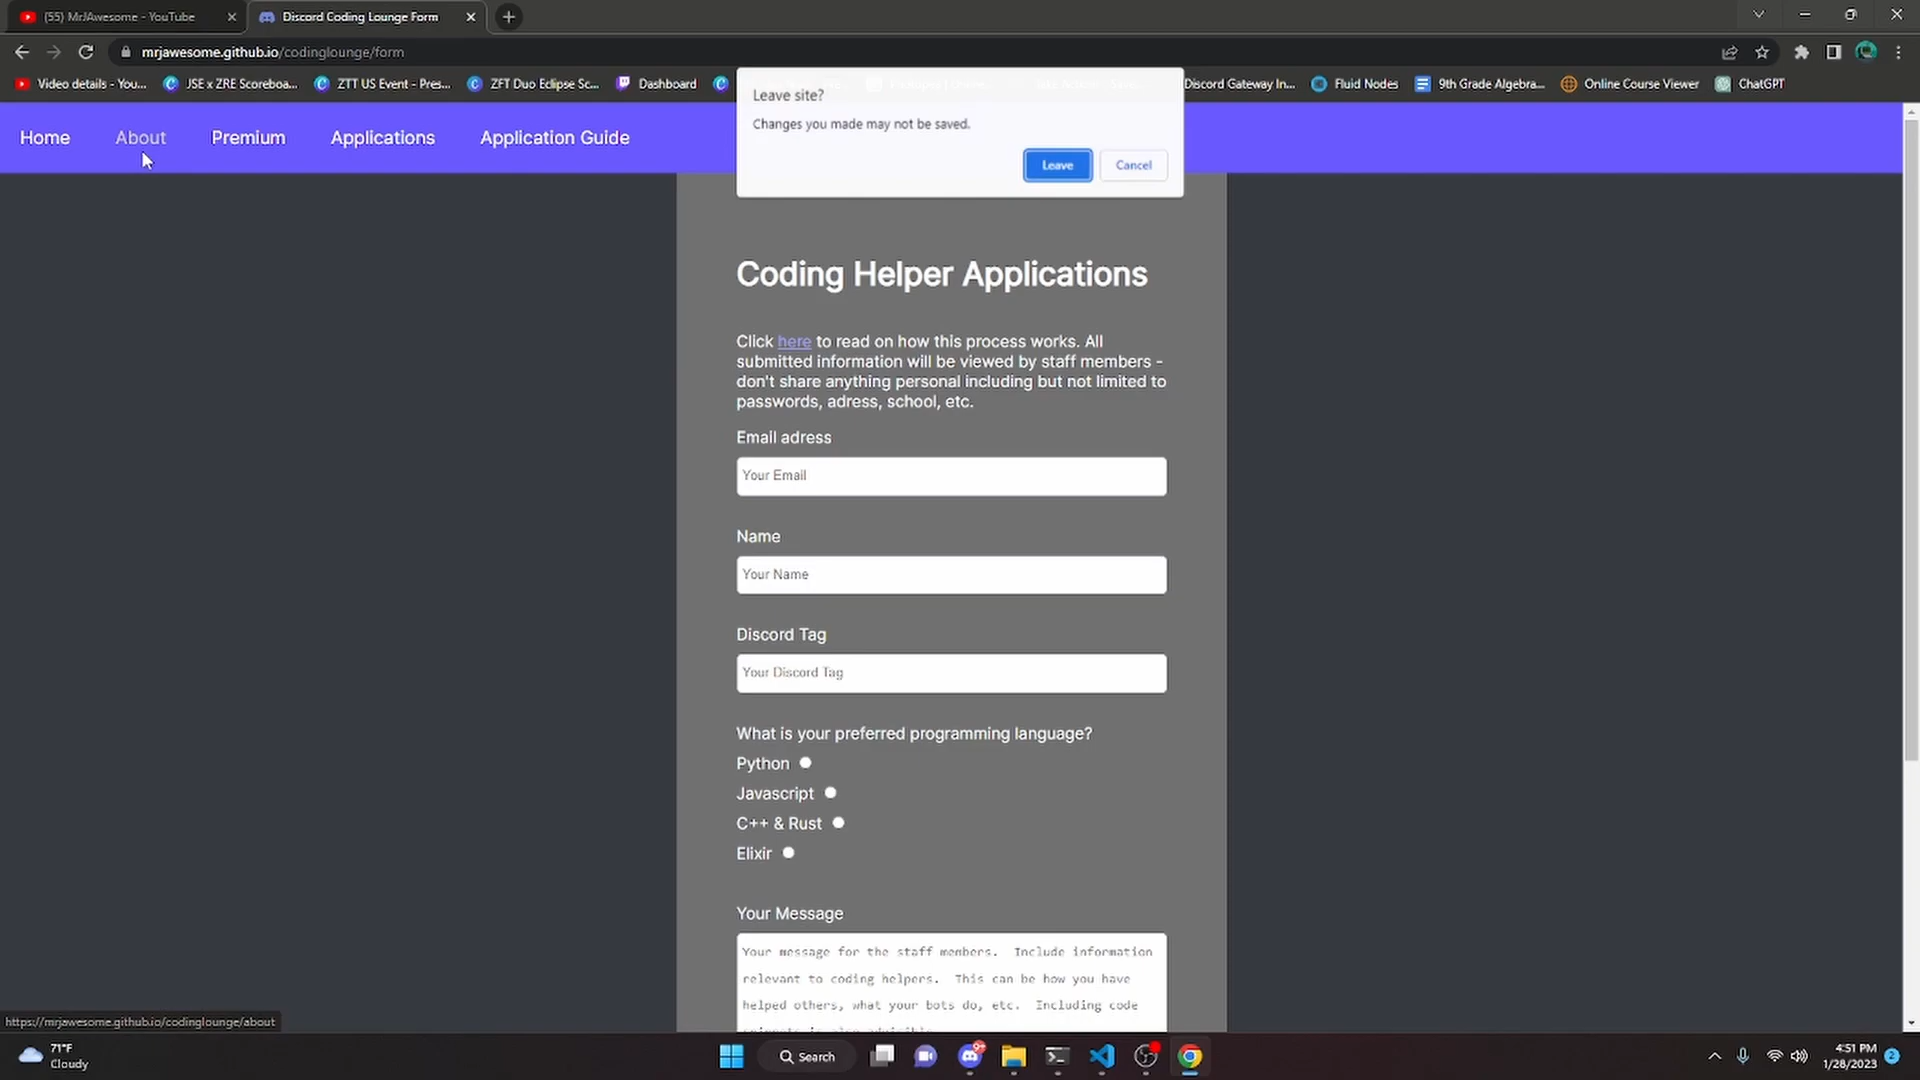 (55) MrJAwesome - YouTube
Discord Coding Lounge Form
mrjawesome.github.io/codinglounge/form
Video details - You...
JSE x ZRE Scoreboa...
ZTT US Event - Pres...
ZFT Duo Eclipse Sc...
Dashboard
Discord Gateway In...
Fluid Nodes
9th Grade Algebra...
Online Course Viewer
ChatGPT
Leave site?
Changes you made may not be saved.
Leave
Cancel
Home
About
Premium
Applications
Application Guide
Coding Helper Applications
Click here to read on how this process works. All
submitted information will be viewed by staff members -
don't share anything personal including but not limited to
passwords, adress, school, etc.
Email adress
Your Email
Name
Your Name
Discord Tag
Your Discord Tag
What is your preferred programming language?
Python
Javascript
C++ & Rust
Elixir
Your Message
Your message for the staff members. Include information
relevant to coding helpers. This can be how you have
helped others, what your bots do, etc. Including code
https://mrjawesome.github.io/codinglounge/about
71°F
Cloudy
Search
9+
4:51 PM
1/28/2023
2